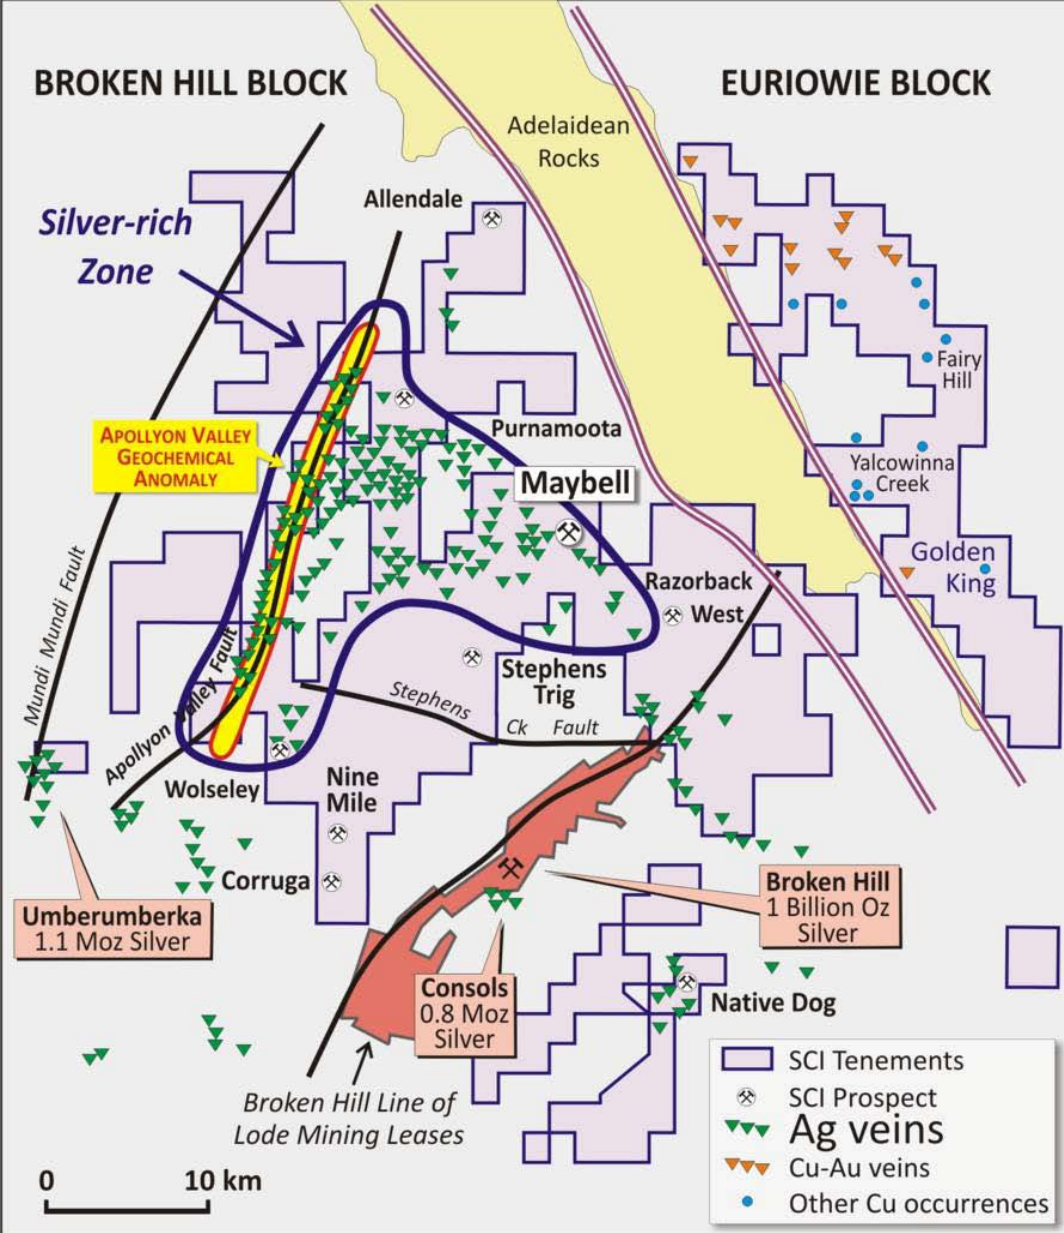 BROKEN HILL BLOCK
EURIOWIE BLOCK
Adelaidean
Rocks
Allendale
Silver-rich
Zone
Fairy
Hill
APOLLYON VALLEY
GEOCHEMICAL
ANOMALY
Purnamoota
Maybell
Yalcowinna
Creek
Golden
King
Mundi Mundi Fault
Razorback
West
Apollyon Valley Fault
Stephens
Trig
Stephens
Ck Fault
Wolseley
Nine
Mile
Corruga
Umberumberka
1.1 Moz Silver
Broken Hill
1 Billion Oz
Silver
Consols
0.8 Moz
Silver
Native Dog
Broken Hill Line of
Lode Mining Leases
0 10 km
SCI Tenements
SCI Prospect
Ag veins
Cu-Au veins
Other Cu occurrences